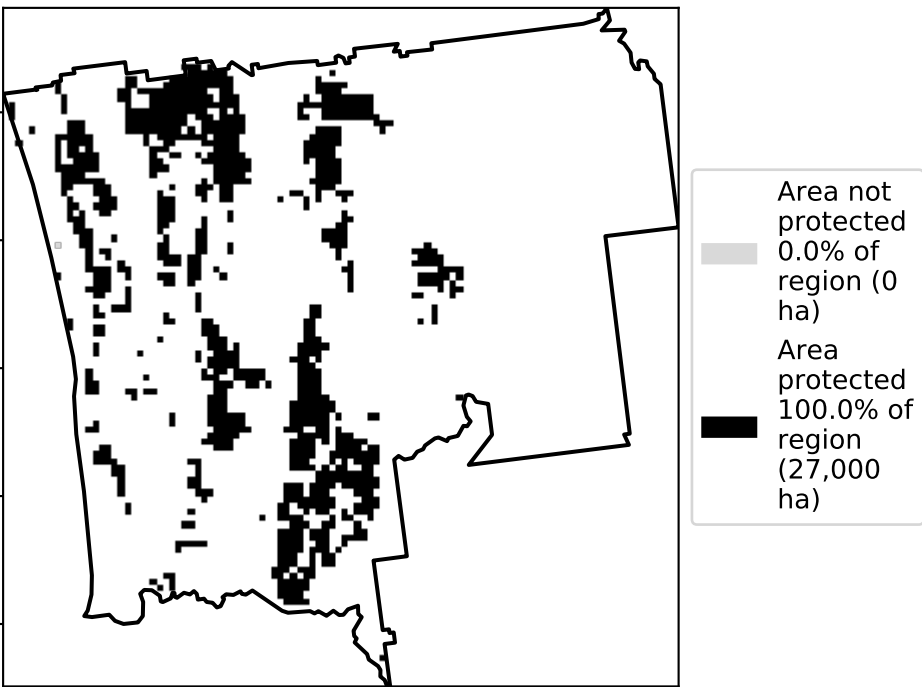 Area not
protected
0.0% of
region (0
ha)
Area
protected
100.0% of
region
(27,000
ha)